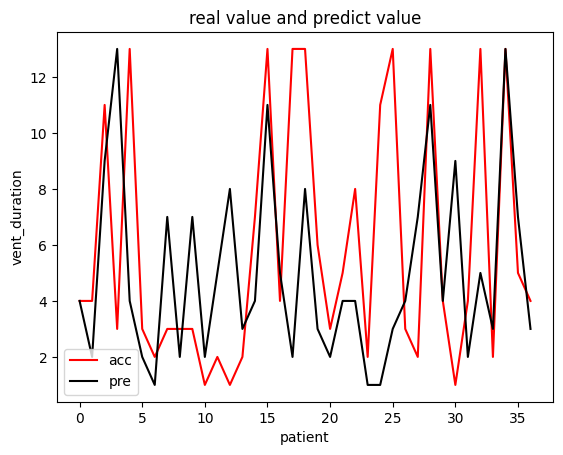 real value and predict value
vent_duration
12
10
8
6
4
2
acc
pre
0 5 10 15 20 25 30 35
patient